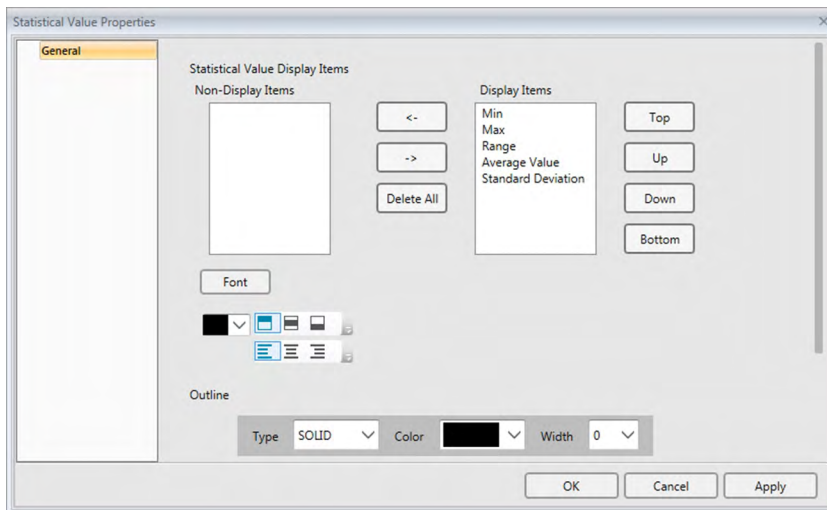 Statistical Value Properties
General
Statistical Value Display Items
Non-Display Items
Display Items
<-
->
Delete All
Min
Max
Range
Average Value
Standard Deviation
Top
Up
Down
Bottom
Font
Outline
Type SOLID Color Width 0
OK Cancel Apply